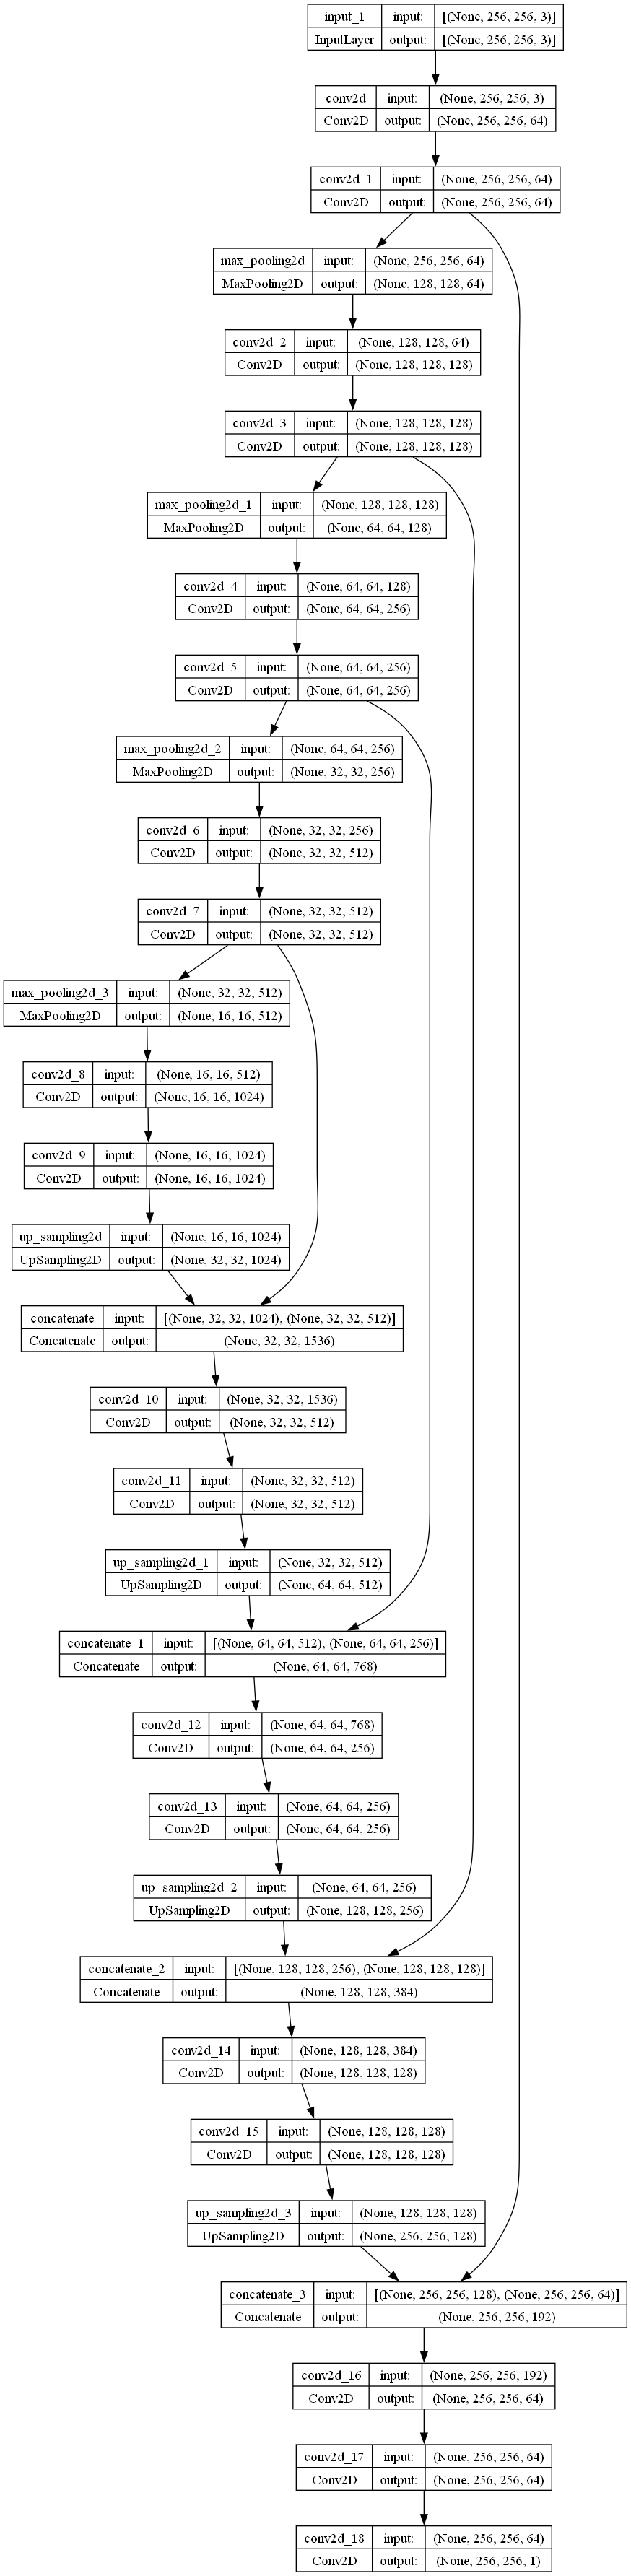 input_1 input: [(None, 256, 256, 3)]
InputLayer output: [(None, 256, 256, 3)]
conv2d input: (None, 256, 256, 3)
Conv2D output: (None, 256, 256, 64)
conv2d_1 input: (None, 256, 256, 64)
Conv2D output: (None, 256, 256, 64)
max_pooling2d input: (None, 256, 256, 64)
MaxPooling2D output: (None, 128, 128, 64)
conv2d_2 input: (None, 128, 128, 64)
Conv2D output: (None, 128, 128, 128)
conv2d_3 input: (None, 128, 128, 128)
Conv2D output: (None, 128, 128, 128)
max_pooling2d_1 input: (None, 128, 128, 128)
MaxPooling2D output: (None, 64, 64, 128)
conv2d_4 input: (None, 64, 64, 128)
Conv2D output: (None, 64, 64, 256)
conv2d_5 input: (None, 64, 64, 256)
Conv2D output: (None, 64, 64, 256)
max_pooling2d_2 input: (None, 64, 64, 256)
MaxPooling2D output: (None, 32, 32, 256)
conv2d_6 input: (None, 32, 32, 256)
Conv2D output: (None, 32, 32, 512)
conv2d_7 input: (None, 32, 32, 512)
Conv2D output: (None, 32, 32, 512)
max_pooling2d_3 input: (None, 32, 32, 512)
MaxPooling2D output: (None, 16, 16, 512)
conv2d_8 input: (None, 16, 16, 512)
Conv2D output: (None, 16, 16, 1024)
conv2d_9 input: (None, 16, 16, 1024)
Conv2D output: (None, 16, 16, 1024)
up_sampling2d input: (None, 16, 16, 1024)
UpSampling2D output: (None, 32, 32, 1024)
concatenate input: [(None, 32, 32, 1024), (None, 32, 32, 512)]
Concatenate output: (None, 32, 32, 1536)
conv2d_10 input: (None, 32, 32, 1536)
Conv2D output: (None, 32, 32, 512)
conv2d_11 input: (None, 32, 32, 512)
Conv2D output: (None, 32, 32, 512)
up_sampling2d_1 input: (None, 32, 32, 512)
UpSampling2D output: (None, 64, 64, 512)
concatenate_1 input: [(None, 64, 64, 512), (None, 64, 64, 256)]
Concatenate output: (None, 64, 64, 768)
conv2d_12 input: (None, 64, 64, 768)
Conv2D output: (None, 64, 64, 256)
conv2d_13 input: (None, 64, 64, 256)
Conv2D output: (None, 64, 64, 256)
up_sampling2d_2 input: (None, 64, 64, 256)
UpSampling2D output: (None, 128, 128, 256)
concatenate_2 input: [(None, 128, 128, 256), (None, 128, 128, 128)]
Concatenate output: (None, 128, 128, 384)
conv2d_14 input: (None, 128, 128, 384)
Conv2D output: (None, 128, 128, 128)
conv2d_15 input: (None, 128, 128, 128)
Conv2D output: (None, 128, 128, 128)
up_sampling2d_3 input: (None, 128, 128, 128)
UpSampling2D output: (None, 256, 256, 128)
concatenate_3 input: [(None, 256, 256, 128), (None, 256, 256, 64)]
Concatenate output: (None, 256, 256, 192)
conv2d_16 input: (None, 256, 256, 192)
Conv2D output: (None, 256, 256, 64)
conv2d_17 input: (None, 256, 256, 64)
Conv2D output: (None, 256, 256, 64)
conv2d_18 input: (None, 256, 256, 64)
Conv2D output: (None, 256, 256, 1)